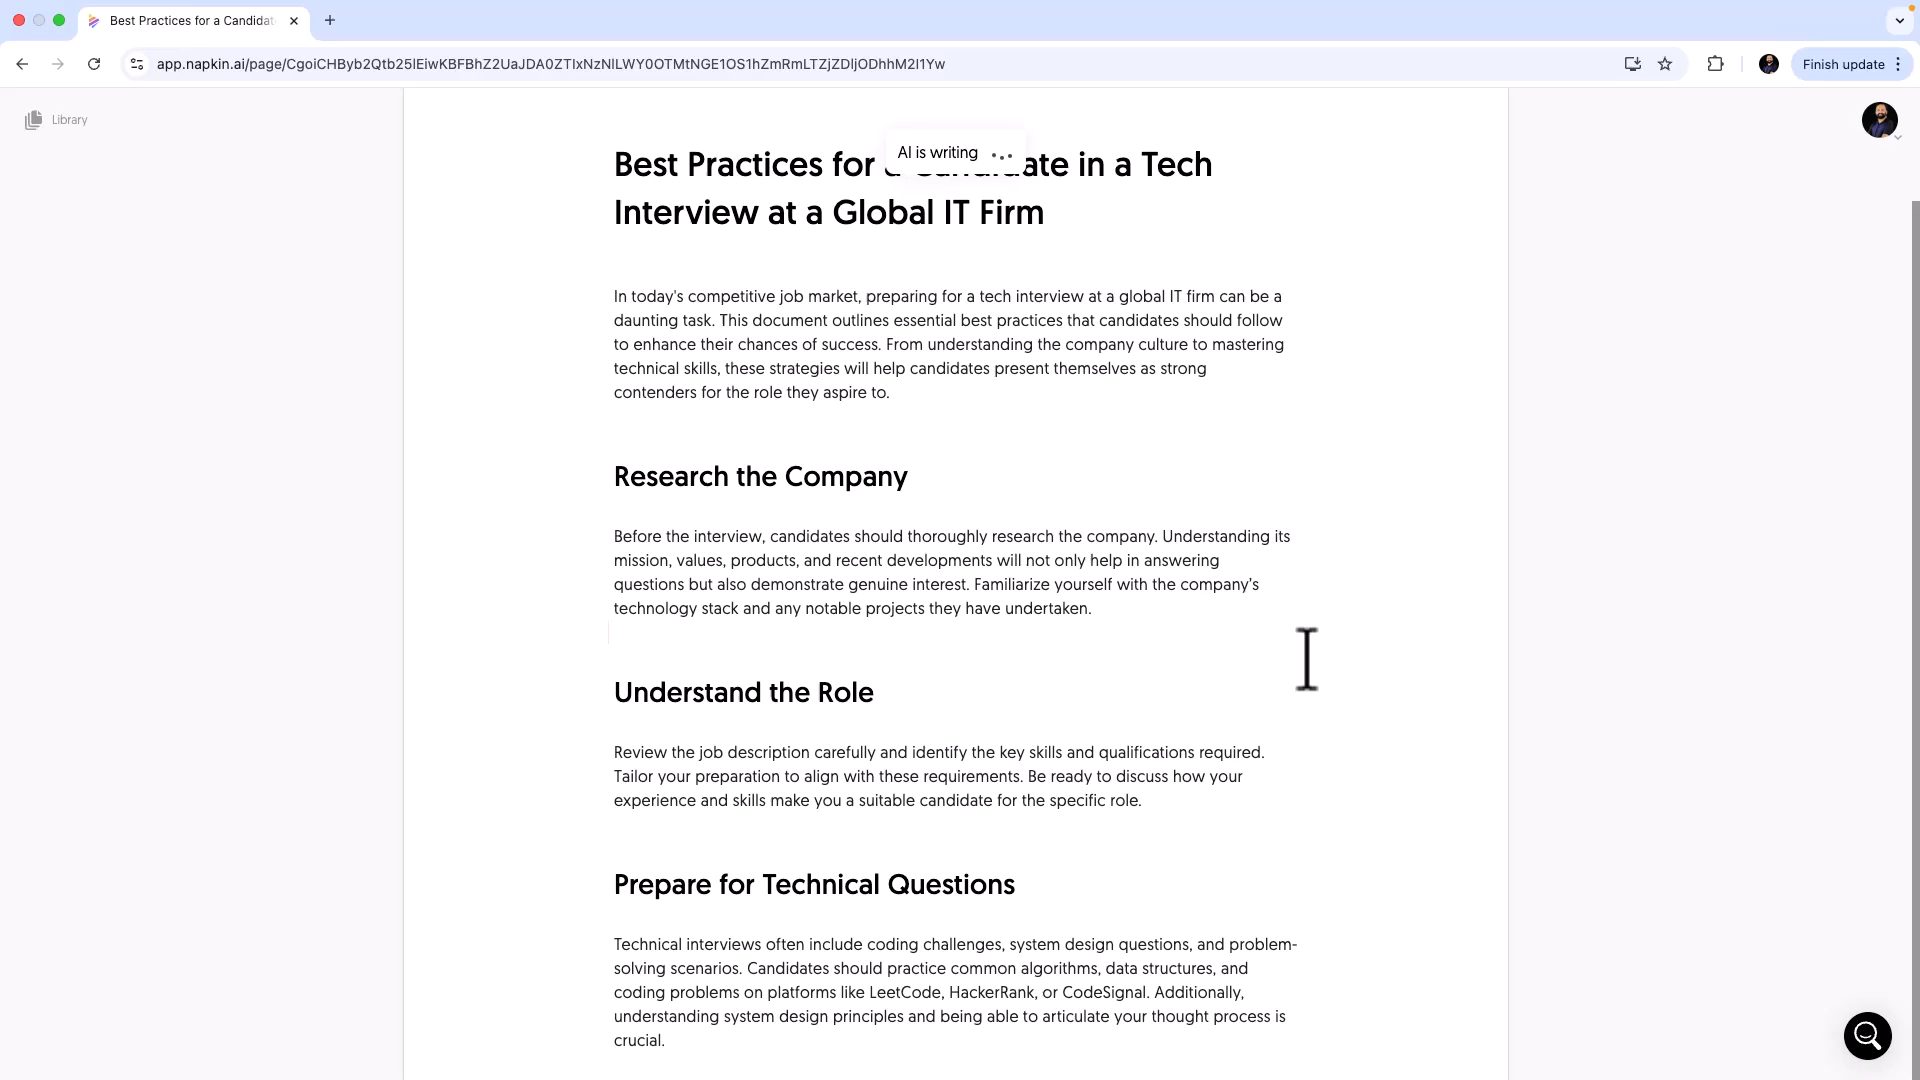 Best Practices for a Candidat
Finish update
app.napkin.ai/page/CgoiCHByb2Qtb25lEiwKBFBhZ2UaJDA0ZTIxNzNlLWY0OTMtNGE1OS1hZmRmLTZjZDljODhhM2I1Yw
Library
AI is writing ...
Best Practices for a Candidate in a Tech
Interview at a Global IT Firm
In today's competitive job market, preparing for a tech interview at a global IT firm can be a
daunting task. This document outlines essential best practices that candidates should follow
to enhance their chances of success. From understanding the company culture to mastering
technical skills, these strategies will help candidates present themselves as strong
contenders for the role they aspire to.
Research the Company
Before the interview, candidates should thoroughly research the company. Understanding its
mission, values, products, and recent developments will not only help in answering
questions but also demonstrate genuine interest. Familiarize yourself with the company's
technology stack and any notable projects they have undertaken.
Understand the Role
Review the job description carefully and identify the key skills and qualifications required.
Tailor your preparation to align with these requirements. Be ready to discuss how your
experience and skills make you a suitable candidate for the specific role.
Prepare for Technical Questions
Technical interviews often include coding challenges, system design questions, and problem-
solving scenarios. Candidates should practice common algorithms, data structures, and
coding problems on platforms like LeetCode, HackerRank, or CodeSignal. Additionally,
understanding system design principles and being able to articulate your thought process is
crucial.